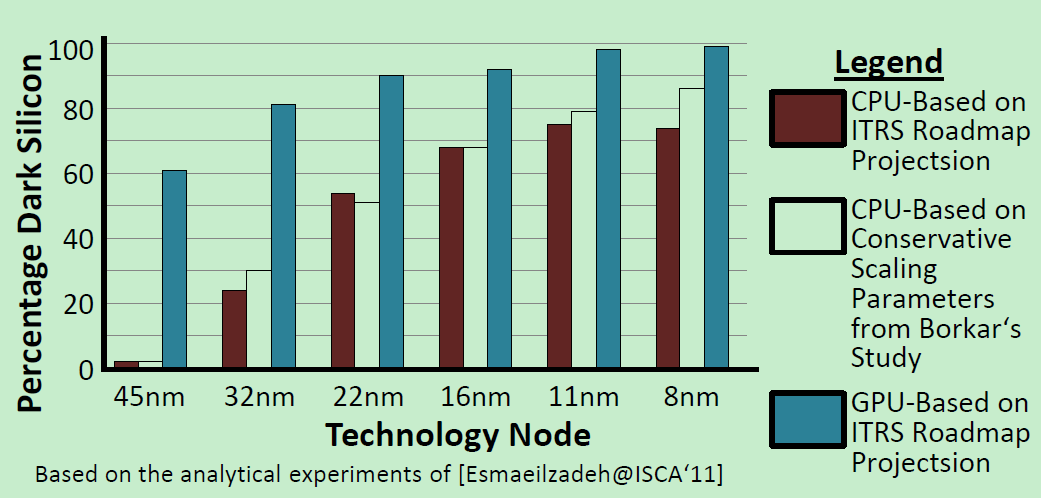 Percentage Dark Silicon
100
80
60
40
20
0
45nm 32nm 22nm 16nm 11nm 8nm
Technology Node
Based on the analytical experiments of [Esmaeilzadeh@ISCA‘11]
Legend
CPU-Based on
ITRS Roadmap
Projectsion
CPU-Based on
Conservative
Scaling
Parameters
from Borkar‘s
Study
GPU-Based on
ITRS Roadmap
Projectsion